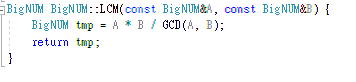 BigNUM BigNUM::LCM(const BigNUM&A, const BigNUM&B) {
BigNUM tmp = A * B / GCD(A, B);
return tmp;
}